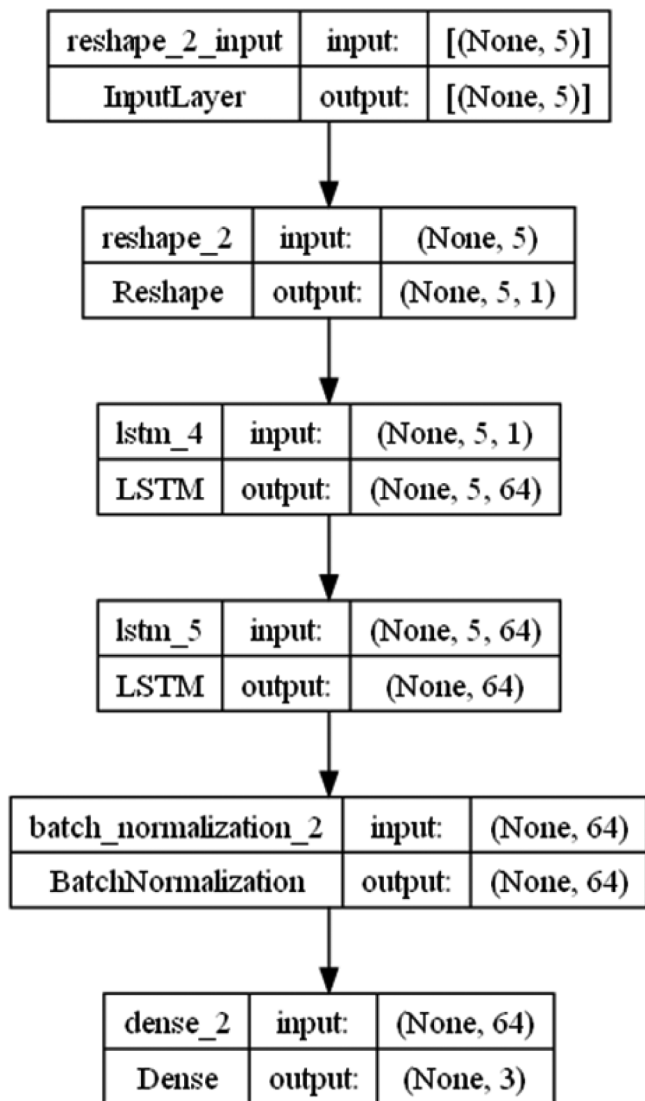 reshape_2_input input: [(None, 5)]
InputLayer output: [(None, 5)]
reshape_2 input: (None, 5)
Reshape output: (None, 5, 1)
lstm_4 input: (None, 5, 1)
LSTM output: (None, 5, 64)
lstm_5 input: (None, 5, 64)
LSTM output: (None, 64)
batch_normalization_2 input: (None, 64)
BatchNormalization output: (None, 64)
dense_2 input: (None, 64)
Dense output: (None, 3)